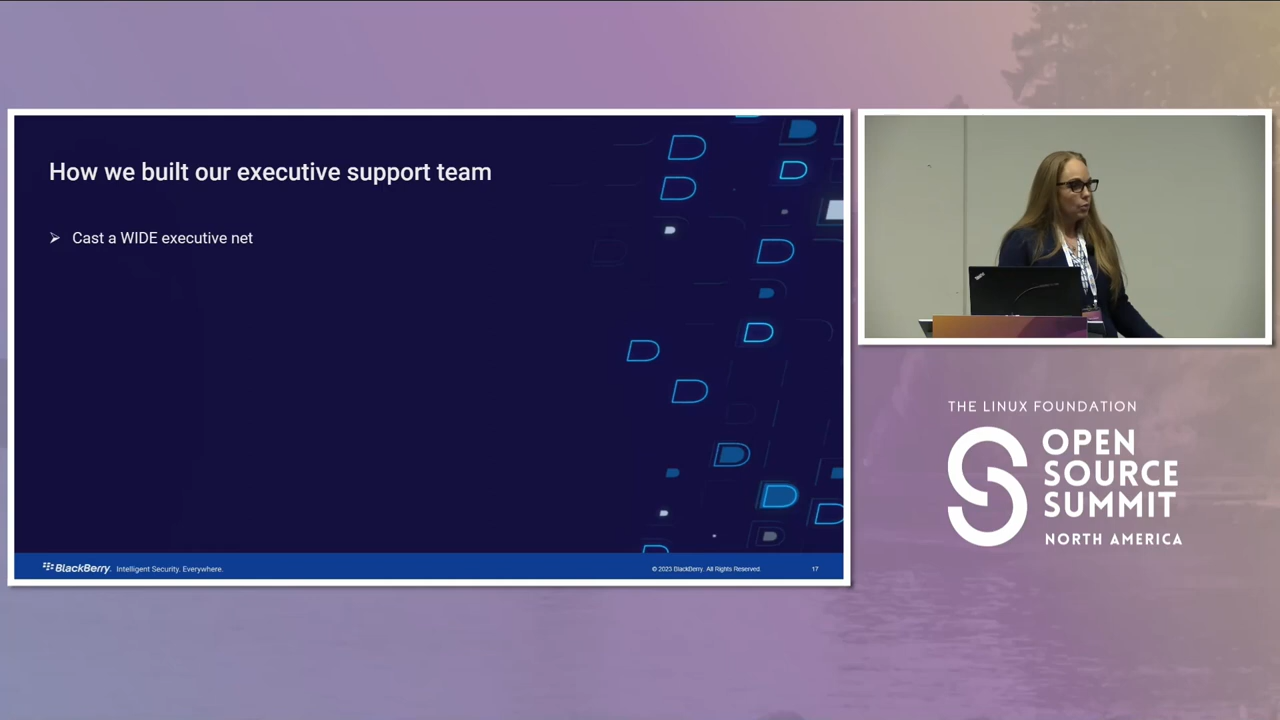 How we built our executive support team
➢ Cast a WIDE executive net
BlackBerry. Intelligent Security. Everywhere.
© 2023 BlackBerry. All Rights Reserved.
17
THE LINUX FOUNDATION
OPEN
SOURCE
SUMMIT
NORTH AMERICA